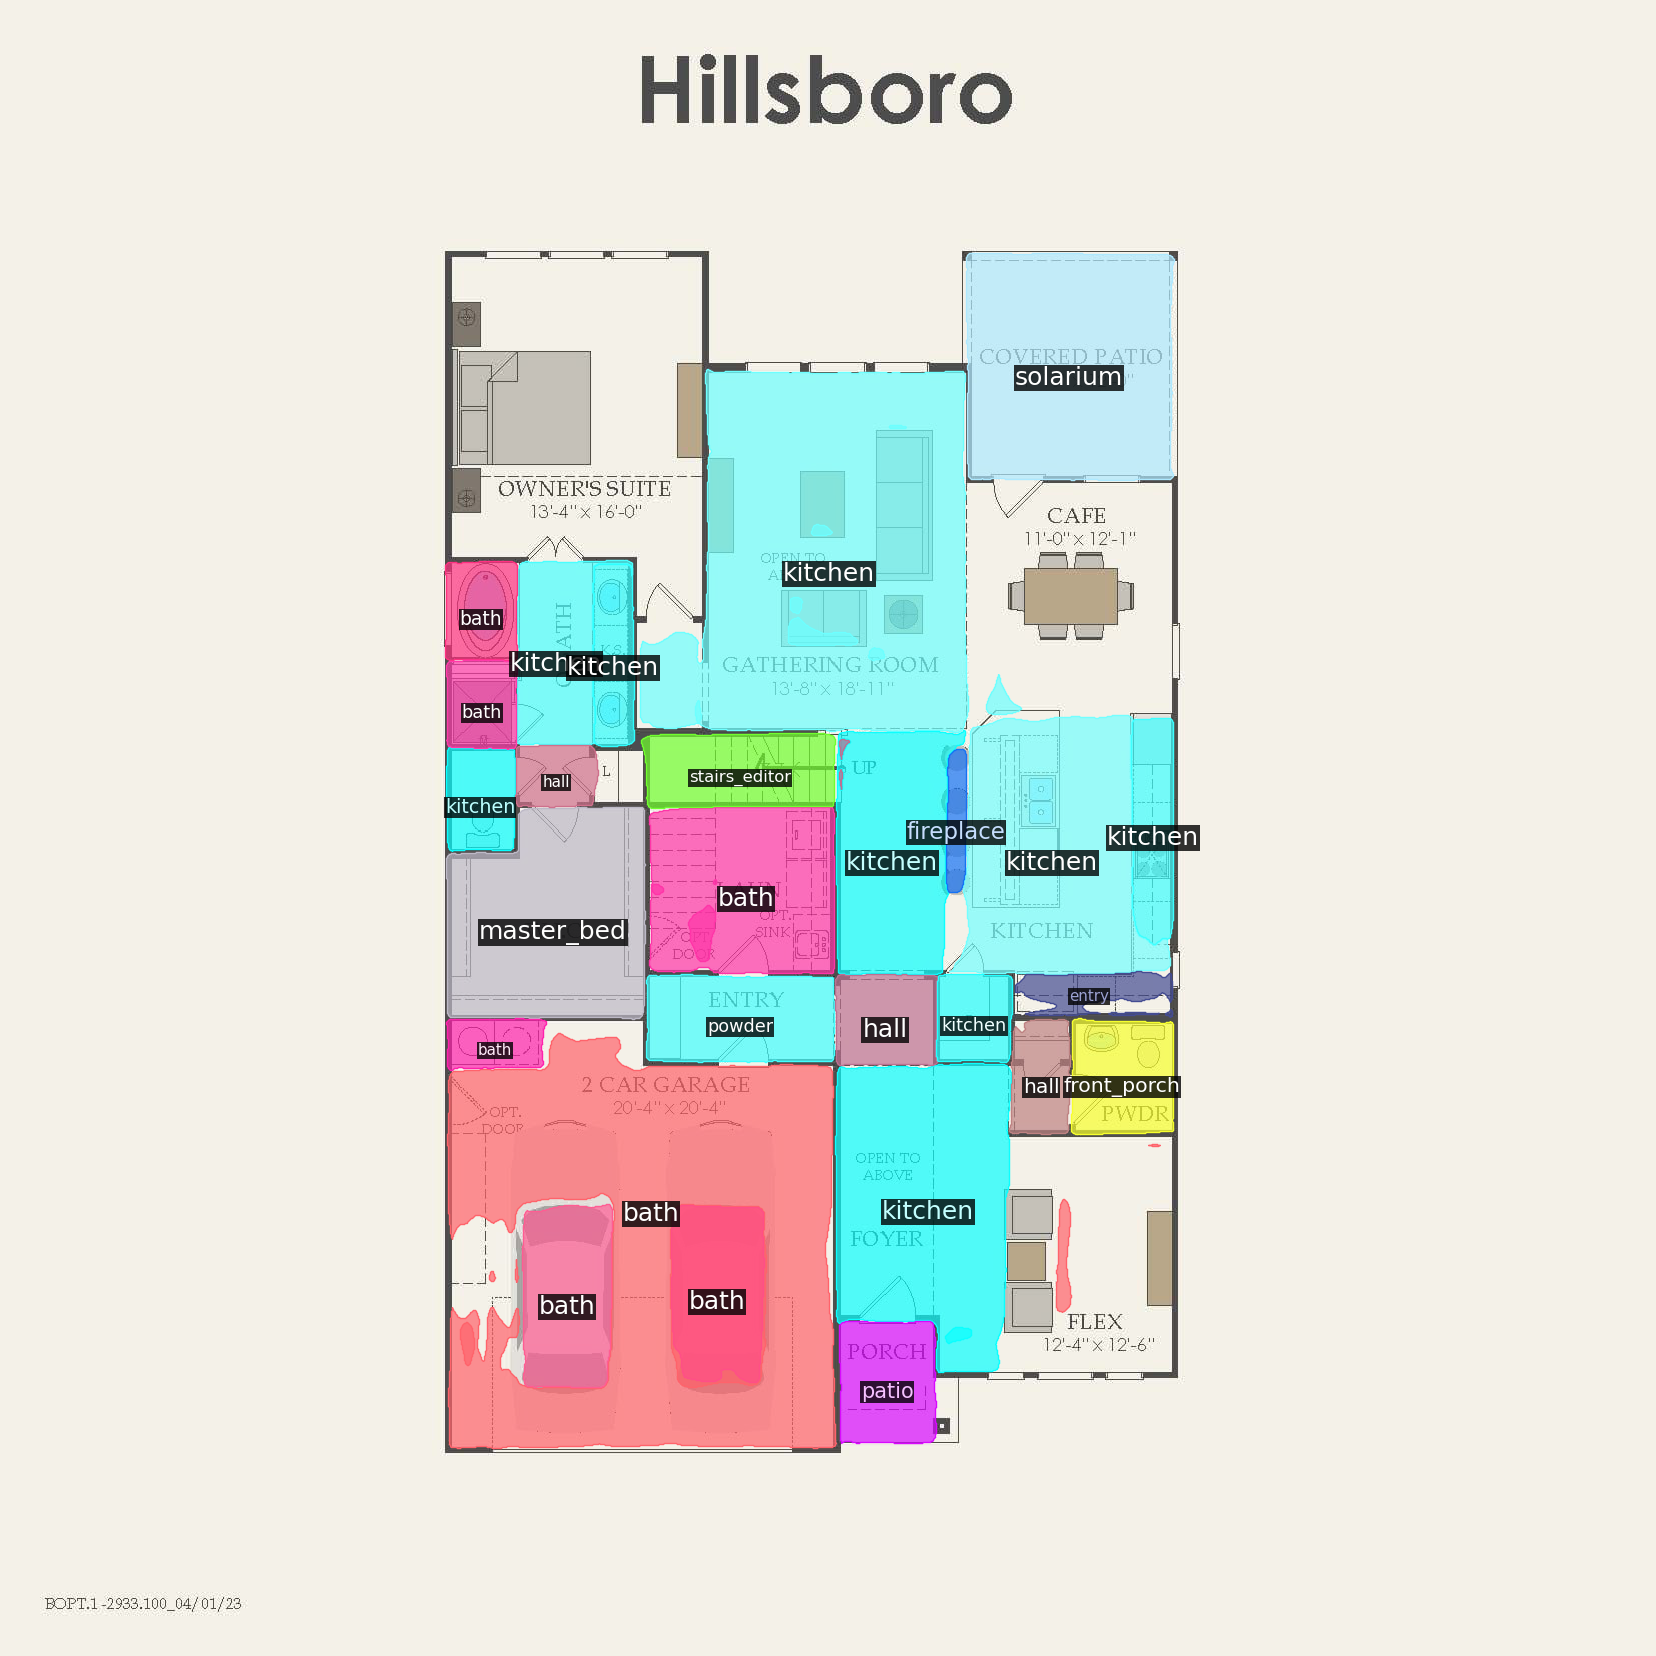 Hillsboro
COVERED PATIO
solarium
OWNER'S SUITE
13'-4" x 16'-0"
CAFE
11'-0" x 12'-1"
OPEN TO
kitchen
bath
kitchen
kitchen
GATHERING ROOM
13'-8" x 18'-11"
bath
UP
L
hall
stairs_editor
kitchen
fireplace
kitchen
kitchen
kitchen
bath
OPT.
SINK
OPT.
DOOR
master_bed
KITCHEN
ENTRY
powder
hall
kitchen
entry
bath
2 CAR GARAGE
20'-4" x 20'-4"
hall
front_porch
PWDR
OPT.
DOOR
OPEN TO
ABOVE
bath
kitchen
FOYER
bath
bath
FLEX
12'-4" x 12'-6"
PORCH
patio
BOPT.1-2933.100_04/01/23